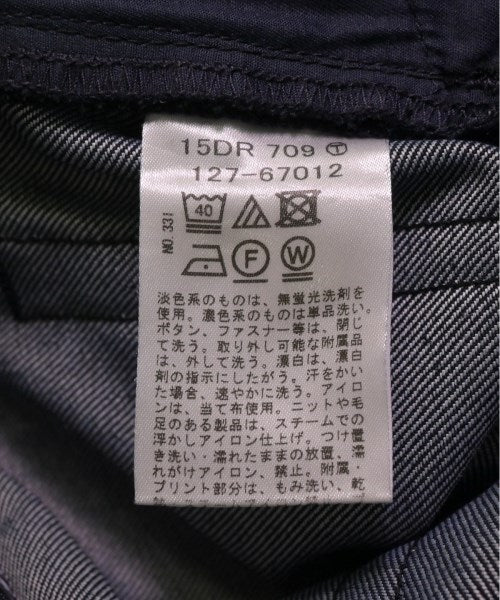 15DR 709 Ⓣ
127-67012
NO.331
40
F W
淡色系のものは、無蛍光洗剤を
使用。濃色系のものは単品洗い。
ボタン、ファスナー等は、閉じ
て洗う。取り外し可能な附属品
は、外して洗う。漂白は、漂白
剤の指示にしたがう。汗をかい
た場合、速やかに洗う。アイロ
ンは、当て布使用。ニットや毛
足のある製品は、スチームでの
浮かしアイロン仕上げ。つけ置
き洗い・濡れたままの放置、濡
れがけアイロン、禁止。附属・
プリント部分は、もみ洗い、乾